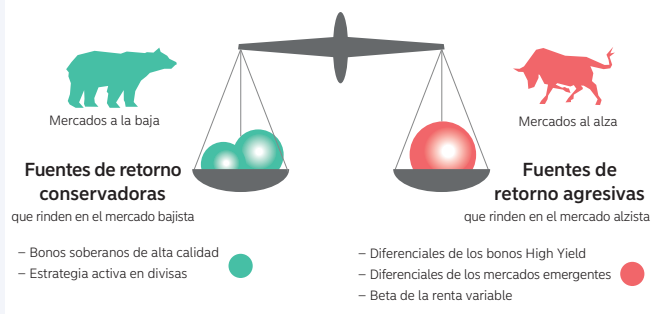 Mercados a la baja
Fuentes de retorno
conservadoras
que rinden en el mercado bajista
– Bonos soberanos de alta calidad
– Estrategia activa en divisas
Mercados al alza
Fuentes de
retorno agresivas
que rinden en el mercado alzista
– Diferenciales de los bonos High Yield
– Diferenciales de los mercados emergentes
– Beta de la renta variable